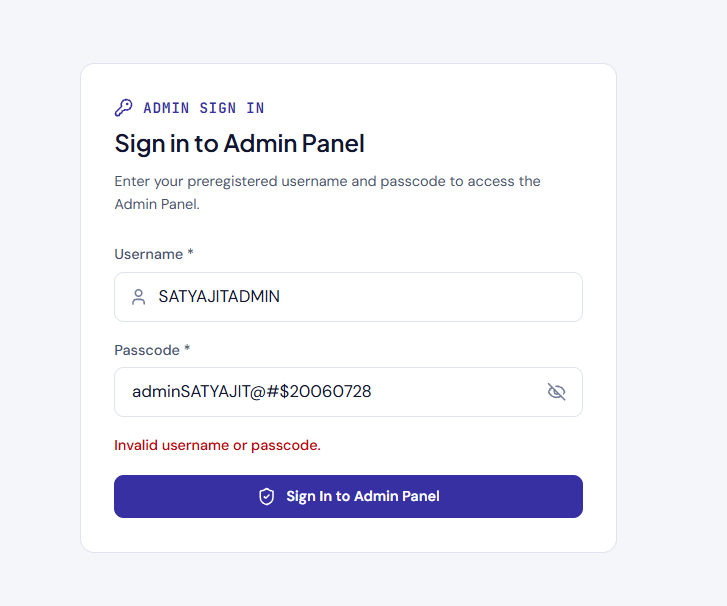 ADMIN SIGN IN
Sign in to Admin Panel
Enter your preregistered username and passcode to access the
Admin Panel.
Username *
SATYAJITADMIN
Passcode *
adminSATYAJIT@#$20060728
Invalid username or passcode.
Sign In to Admin Panel